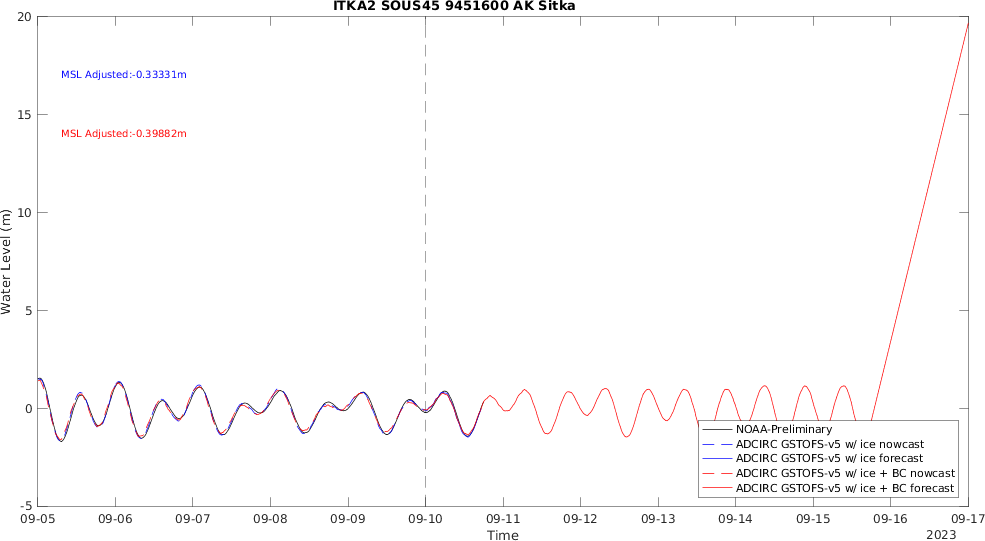 ITKA2 SOUS45 9451600 AK Sitka
20
15
10
5
0
-5
Water Level (m)
MSL Adjusted:-0.33331m
MSL Adjusted:-0.39882m
NOAA-Preliminary
ADCIRC GSTOFS-v5 w/ ice nowcast
ADCIRC GSTOFS-v5 w/ ice forecast
ADCIRC GSTOFS-v5 w/ ice + BC nowcast
ADCIRC GSTOFS-v5 w/ ice + BC forecast
09-05 09-06 09-07 09-08 09-09 09-10 09-11 09-12 09-13 09-14 09-15 09-16 09-17
Time
2023